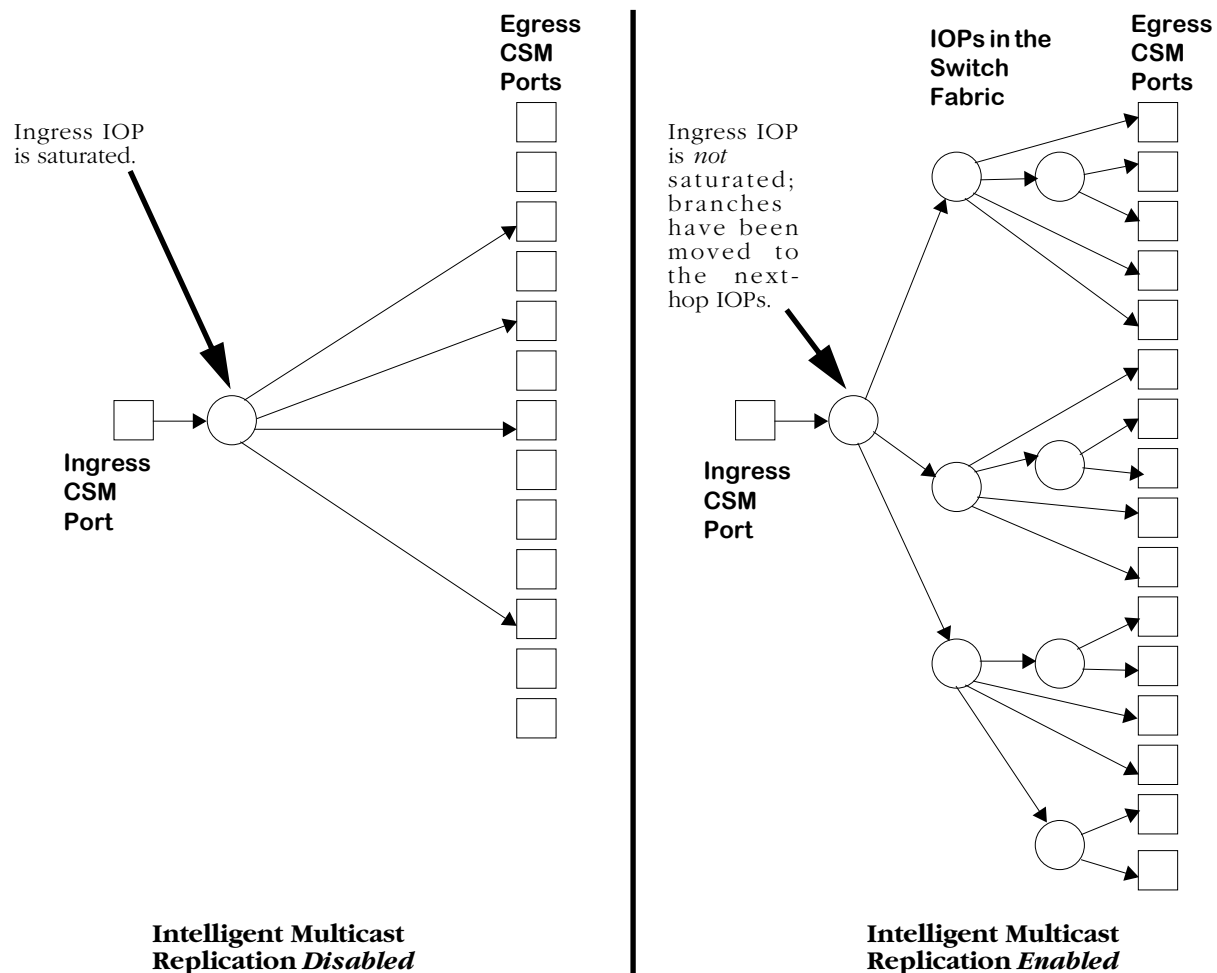 Egress
CSM
Ports
Ingress IOP
is saturated.
Ingress
CSM
Port
Intelligent Multicast
Replication Disabled
IOPs in the
Switch
Fabric
Egress
CSM
Ports
Ingress IOP
is not
saturated;
branches
have been
moved to
the next-
hop IOPs.
Ingress
CSM
Port
Intelligent Multicast
Replication Enabled